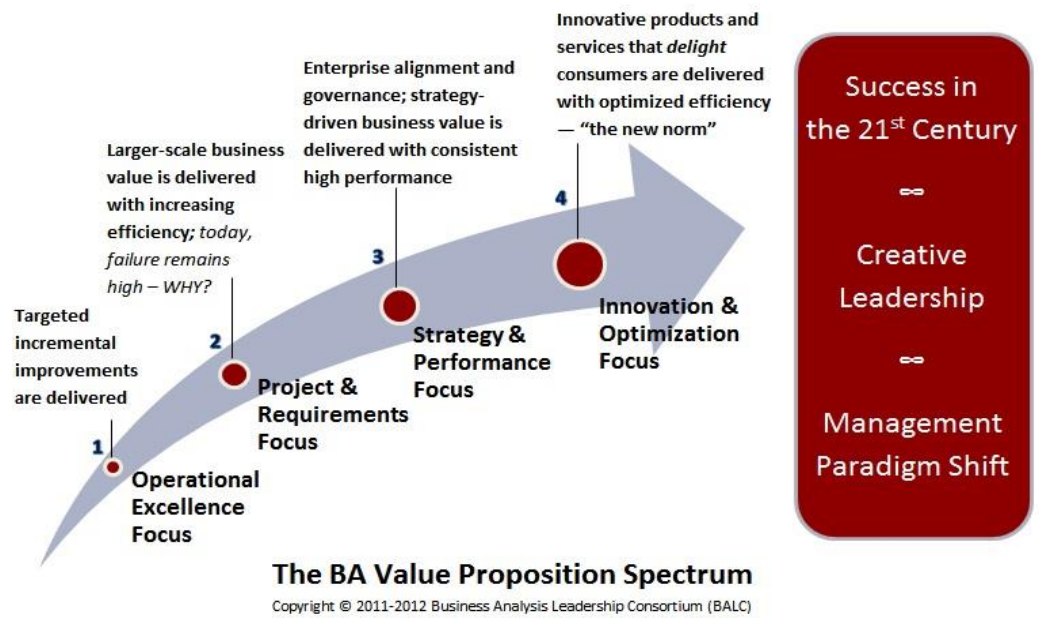 Targeted
incremental
improvements
are delivered
1
Operational
Excellence
Focus
Larger-scale business
value is delivered
with increasing
efficiency; today,
failure remains
high – WHY?
2
Project &
Requirements
Focus
Enterprise alignment and
governance; strategy-
driven business value is
delivered with consistent
high performance
3
Strategy &
Performance
Focus
Innovative products and
services that delight
consumers are delivered
with optimized efficiency
— “the new norm”
4
Innovation &
Optimization
Focus
Success in
the 21st Century
∞
Creative
Leadership
∞
Management
Paradigm Shift
The BA Value Proposition Spectrum
Copyright © 2011-2012 Business Analysis Leadership Consortium (BALC)